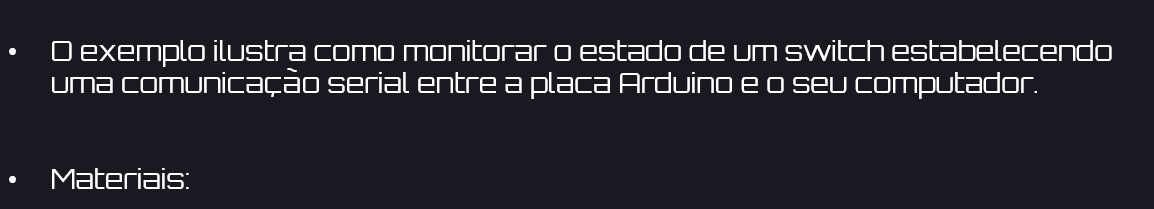 • O exemplo ilustra como monitorar o estado de um switch estabelecendo
uma comunicação serial entre a placa Arduino e o seu computador.
• Materiais: